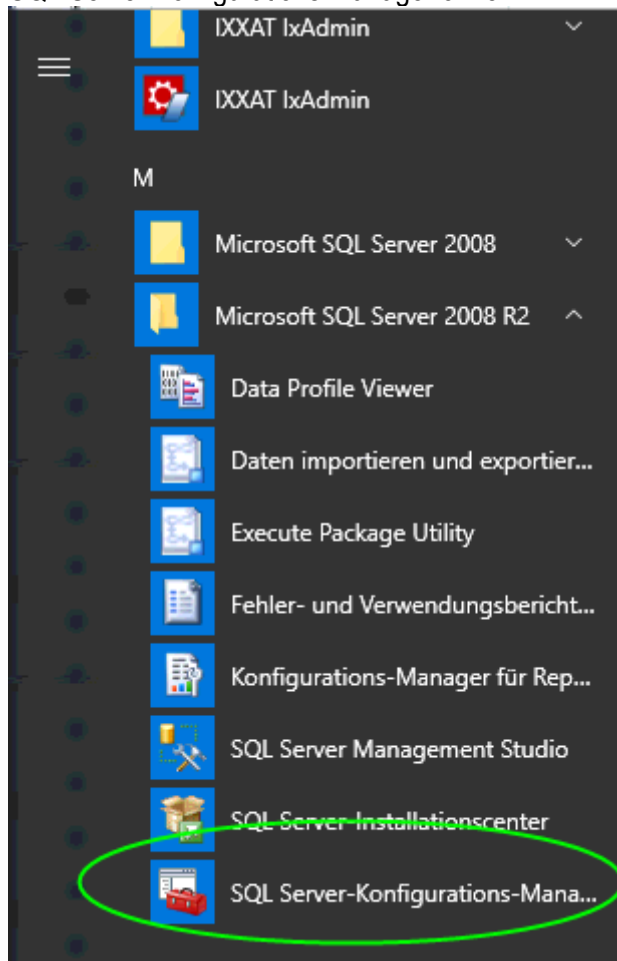 IXXAT IxAdmin
IXXAT IxAdmin
M
Microsoft SQL Server 2008
Microsoft SQL Server 2008 R2
Data Profile Viewer
Daten importieren und exportier...
Execute Package Utility
Fehler- und Verwendungsbericht...
Konfigurations-Manager für Rep...
SQL Server Management Studio
SQL Server-Installationscenter
SQL Server-Konfigurations-Mana...